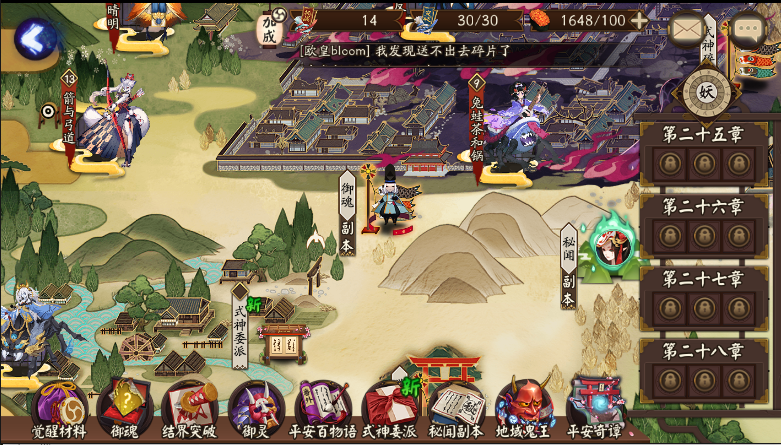 晴明
加成
14
30/30
1648/100
[欧皇bloom] 我发现送不出去碎片了
式神碎
妖
13
箭与弓道
9
兔蛙茶和锅
第二十五章
第二十六章
第二十七章
第二十八章
御魂
副本
秘闻
副本
新
式神委派
新
觉醒材料
御魂
结界突破
御灵
平安百物语
式神委派
秘闻副本
地域鬼王
平安奇谭